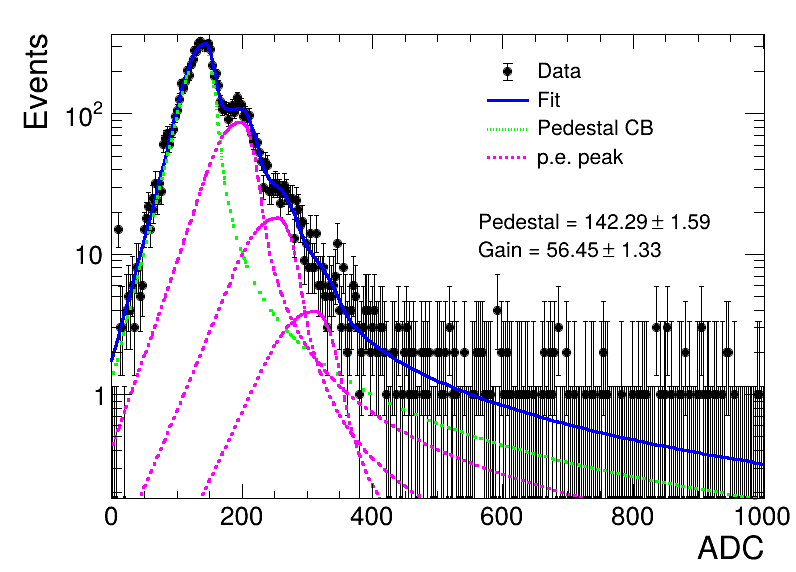 Events
10²
10
1
Data
Fit
Pedestal CB
p.e. peak
Pedestal = 142.29 ± 1.59
Gain = 56.45 ± 1.33
0 200 400 600 800 1000
ADC